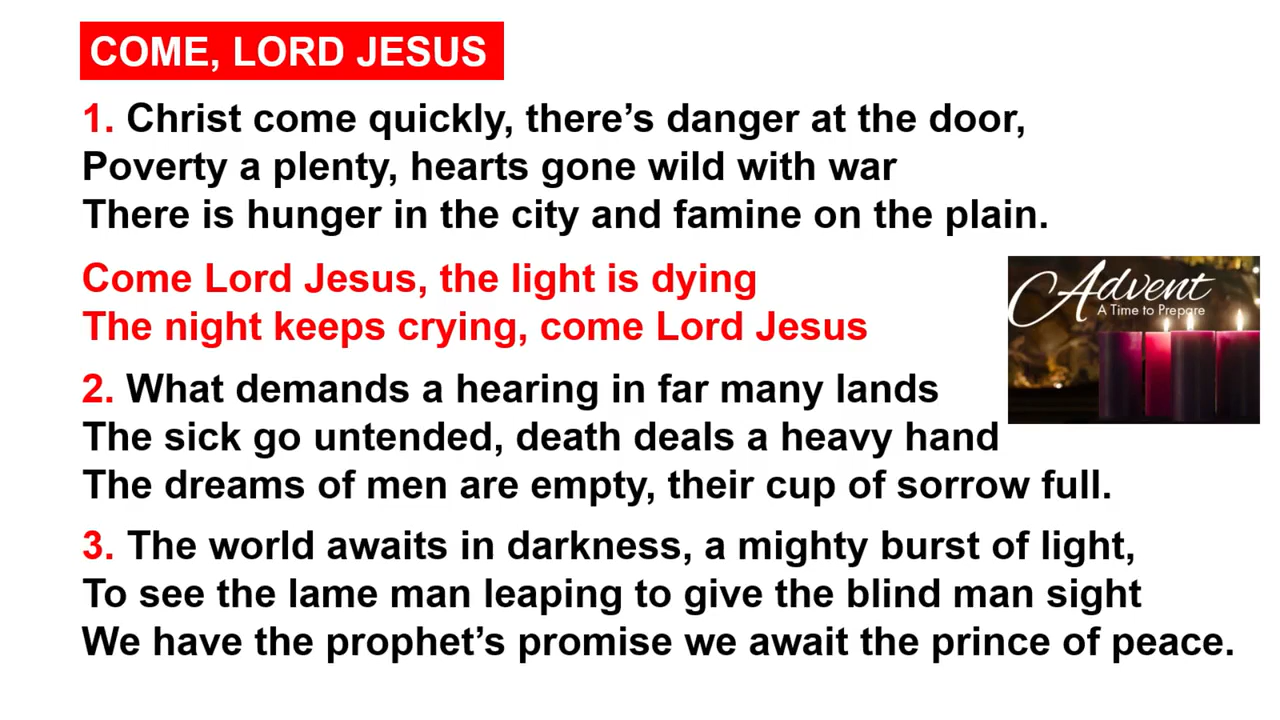 COME, LORD JESUS
1. Christ come quickly, there’s danger at the door,
Poverty a plenty, hearts gone wild with war
There is hunger in the city and famine on the plain.
Come Lord Jesus, the light is dying
The night keeps crying, come Lord Jesus
Advent
A Time to Prepare
2. What demands a hearing in far many lands
The sick go untended, death deals a heavy hand
The dreams of men are empty, their cup of sorrow full.
3. The world awaits in darkness, a mighty burst of light,
To see the lame man leaping to give the blind man sight
We have the prophet’s promise we await the prince of peace.